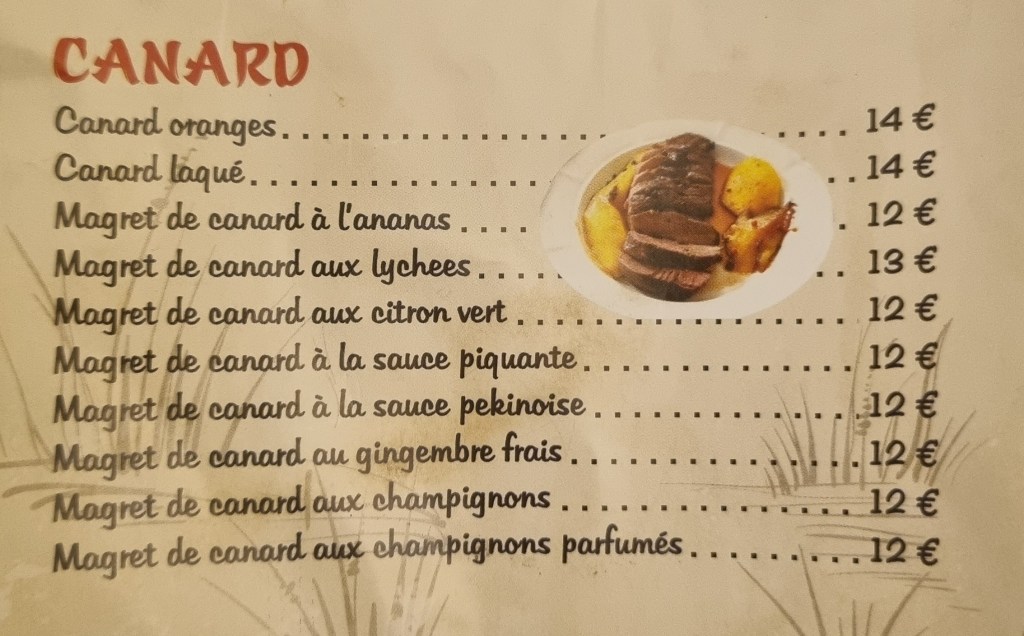 CANARD
Canard oranges. . . . . . . . . . . . . . . . . . . . . 14 €
Canard laqué. . . . . . . . . . . . . . . . . . 14 €
Magret de canard à l'ananas . . . . . 12 €
Magret de canard aux lychees . . . . . . . 13 €
Magret de canard aux citron vert . . . . . . . . . . . . . . . . . 12 €
Magret de canard à la sauce piquante . . . . . . . . . . . . . . 12 €
Magret de canard à la sauce pekinoise . . . . . . . . . . . . . . 12 €
Magret de canard au gingembre frais . . . . . . . . . . . . . . . 12 €
Magret de canard aux champignons . . . . . . . . . . . . . . . 12 €
Magret de canard aux champignons parfumés . . . . . . . . . 12 €